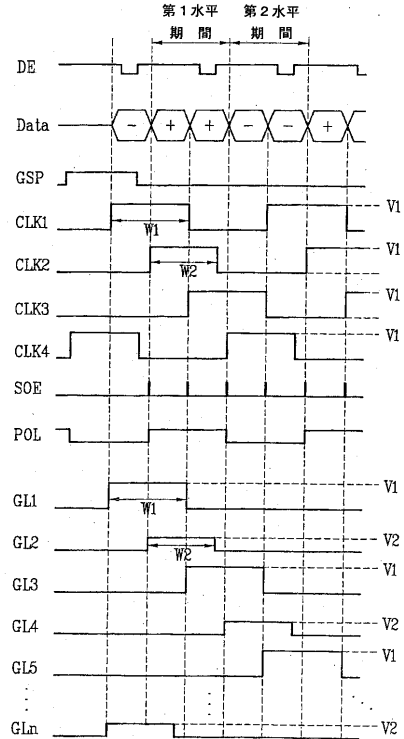 第1水平 第2水平
期 間 期 間
DE
Data - + + - - +
GSP
V1
CLK1 W1
V1
CLK2 W2
V1
CLK3
V1
CLK4
SOE
POL
V1
GL1 W1
V2
GL2 W2
V1
GL3
V2
GL4
V1
GL5
V2
GLn